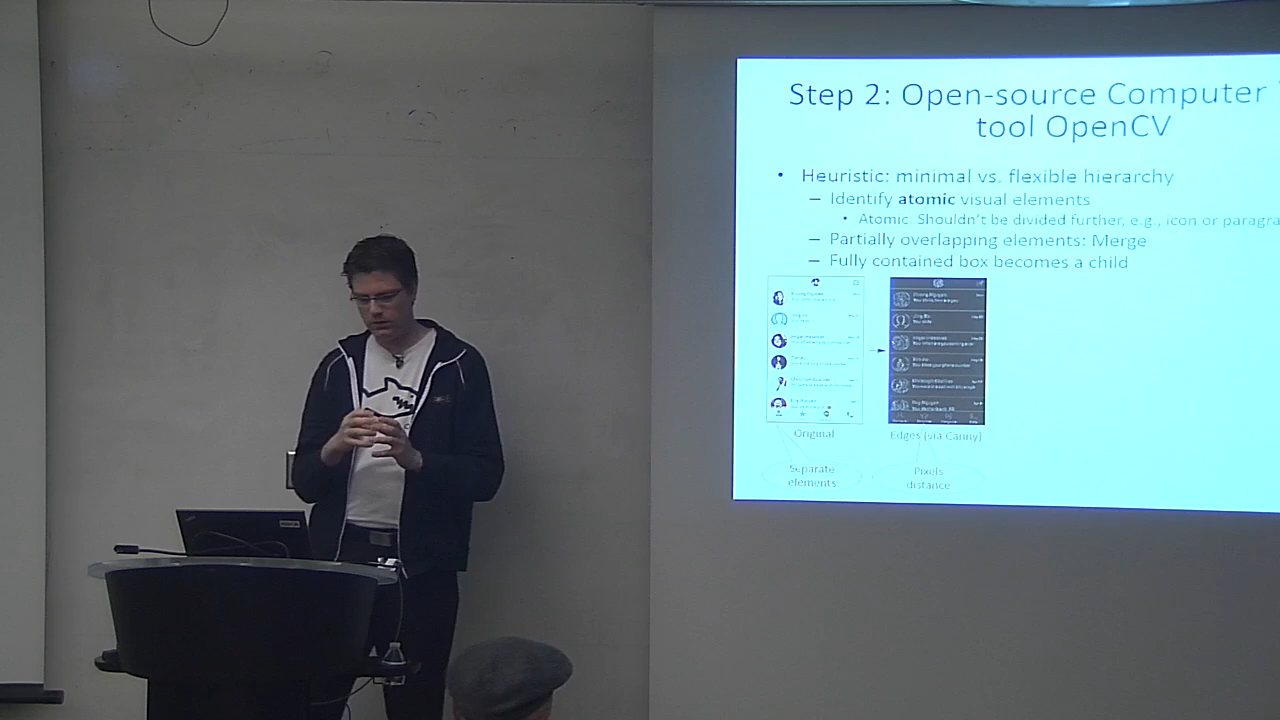 Step 2: Open-source Computer
tool OpenCV
• Heuristic: minimal vs. flexible hierarchy
– Identify atomic visual elements
• Atomic: Shouldn't be divided further, e.g., icon or paragra
– Partially overlapping elements: Merge
– Fully contained box becomes a child
Original
Edges (via Canny)
Separate
elements
Pixels
distance